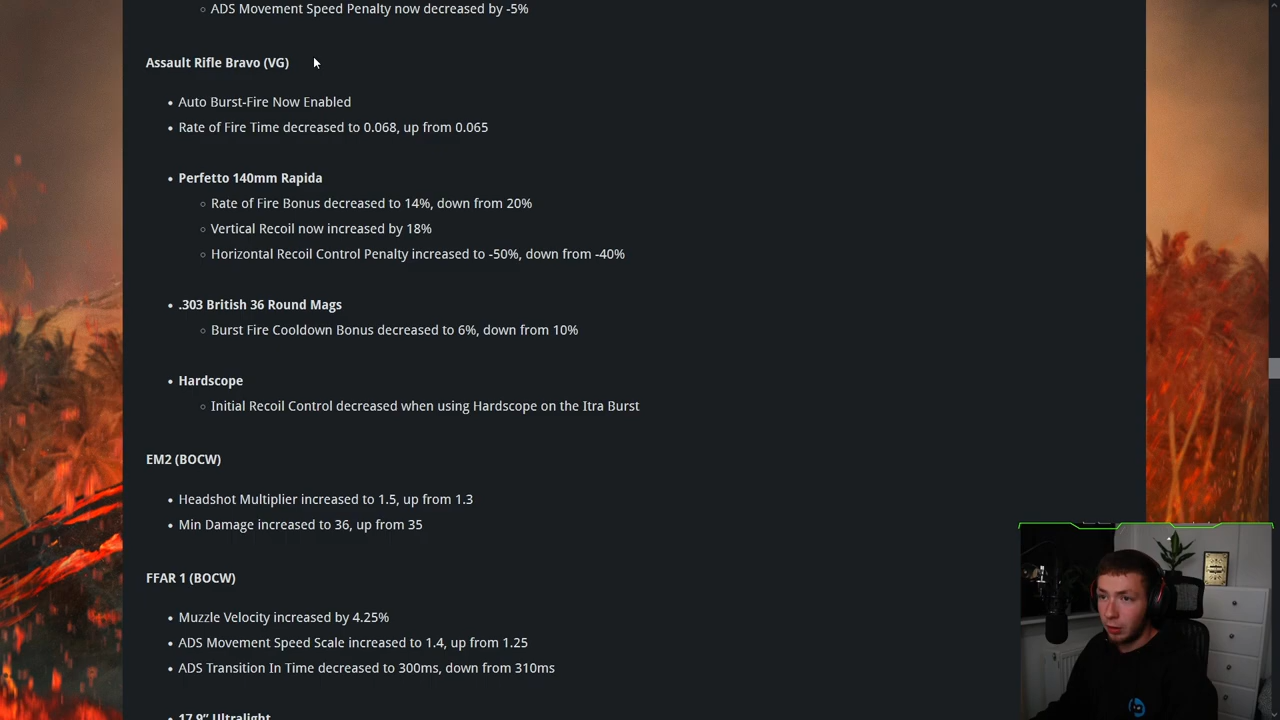 ADS Movement Speed Penalty now decreased by -5%
Assault Rifle Bravo (VG)
Auto Burst-Fire Now Enabled
Rate of Fire Time decreased to 0.068, up from 0.065
Perfetto 140mm Rapida
Rate of Fire Bonus decreased to 14%, down from 20%
Vertical Recoil now increased by 18%
Horizontal Recoil Control Penalty increased to -50%, down from -40%
.303 British 36 Round Mags
Burst Fire Cooldown Bonus decreased to 6%, down from 10%
Hardscope
Initial Recoil Control decreased when using Hardscope on the Itra Burst
EM2 (BOCW)
Headshot Multiplier increased to 1.5, up from 1.3
Min Damage increased to 36, up from 35
FFAR 1 (BOCW)
Muzzle Velocity increased by 4.25%
ADS Movement Speed Scale increased to 1.4, up from 1.25
ADS Transition In Time decreased to 300ms, down from 310ms
17.9” Ultralight